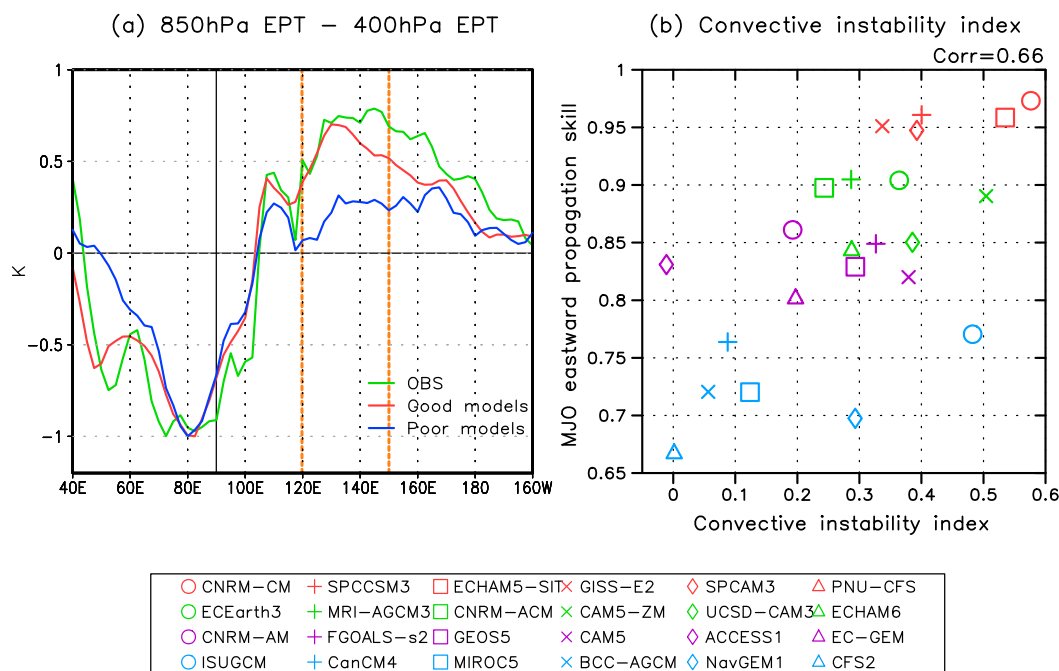 (a) 850hPa EPT − 400hPa EPT
1
0.5
0
−0.5
−1
K
40E 60E 80E 100E 120E 140E 160E 180 160W
OBS
Good models
Poor models
(b) Convective instability index
Corr=0.66
1
0.95
0.9
0.85
0.8
0.75
0.7
0.65
MJO eastward propagation skill
0 0.1 0.2 0.3 0.4 0.5 0.6
Convective instability index
CNRM−CM SPCCSM3 ECHAM5−SIT GISS−E2 SPCAM3 PNU−CFS
ECEarth3 MRI−AGCM3 CNRM−ACM CAM5−ZM UCSD−CAM3 ECHAM6
CNRM−AM FGOALS−s2 GEOS5 CAM5 ACCESS1 EC−GEM
ISUGCM CanCM4 MIROC5 BCC−AGCM NavGEM1 CFS2